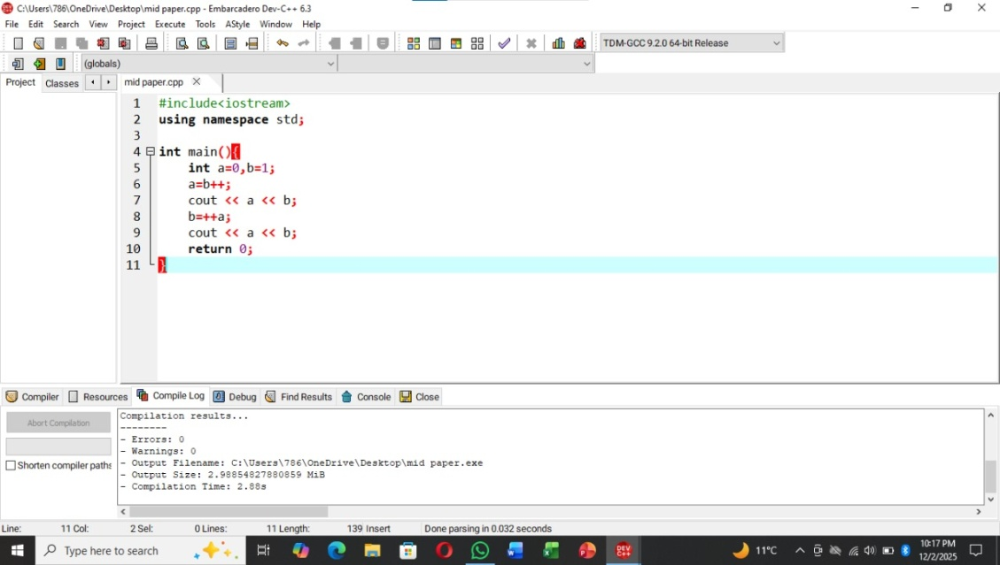 C:\Users\786\OneDrive\Desktop\mid paper.cpp - Embarcadero Dev-C++ 6.3
File Edit Search View Project Execute Tools AStyle Window Help
TDM-GCC 9.2.0 64-bit Release
(globals)
Project Classes mid paper.cpp
1 #include<iostream>
2 using namespace std;
3
4 int main(){
5 int a=0,b=1;
6 a=b++;
7 cout << a << b;
8 b=++a;
9 cout << a << b;
10 return 0;
11 }
Compiler Resources Compile Log Debug Find Results Console Close
Abort Compilation
Shorten compiler paths
Compilation results...
--------
- Errors: 0
- Warnings: 0
- Output Filename: C:\Users\786\OneDrive\Desktop\mid paper.exe
- Output Size: 2.98854827880859 MiB
- Compilation Time: 2.88s
Line: 11 Col: 2 Sel: 0 Lines: 11 Length: 139 Insert Done parsing in 0.032 seconds
Type here to search
DEV C++
11°C
10:17 PM
12/2/2025